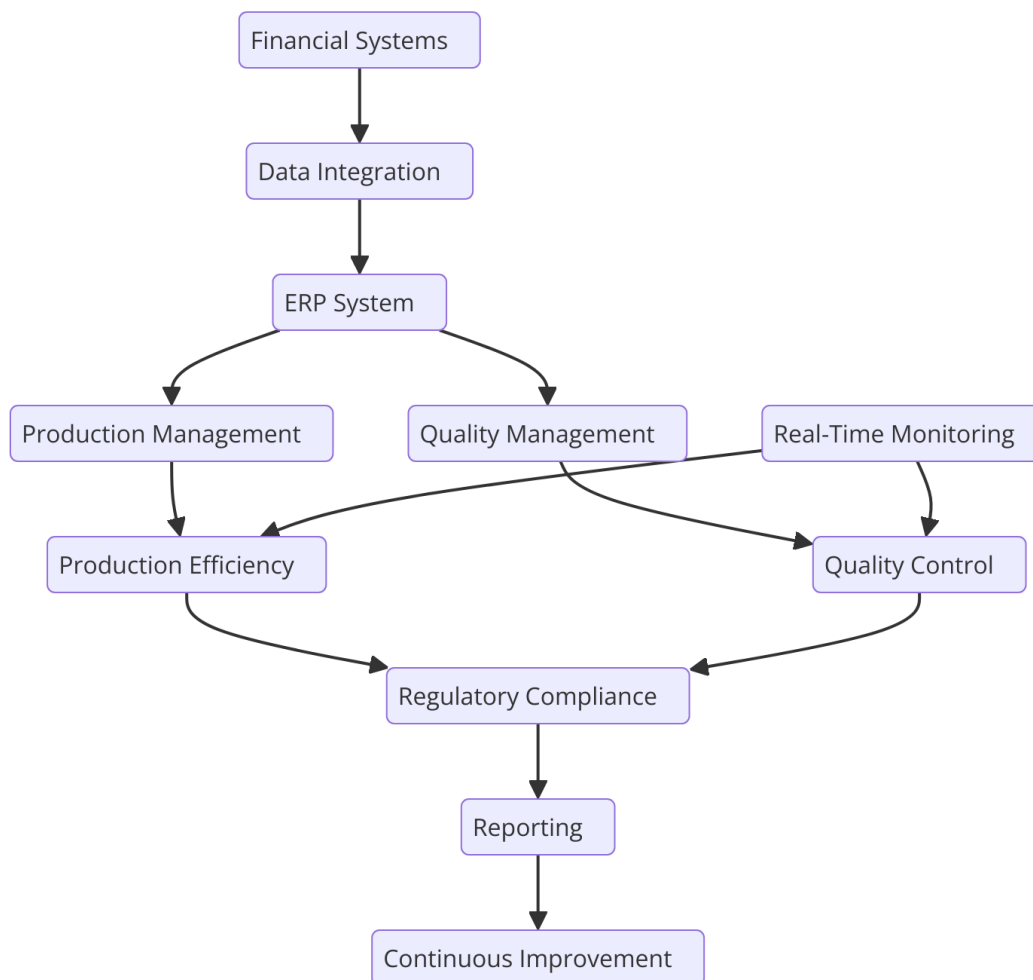 Financial Systems
Data Integration
ERP System
Production Management
Quality Management
Real-Time Monitoring
Production Efficiency
Quality Control
Regulatory Compliance
Reporting
Continuous Improvement